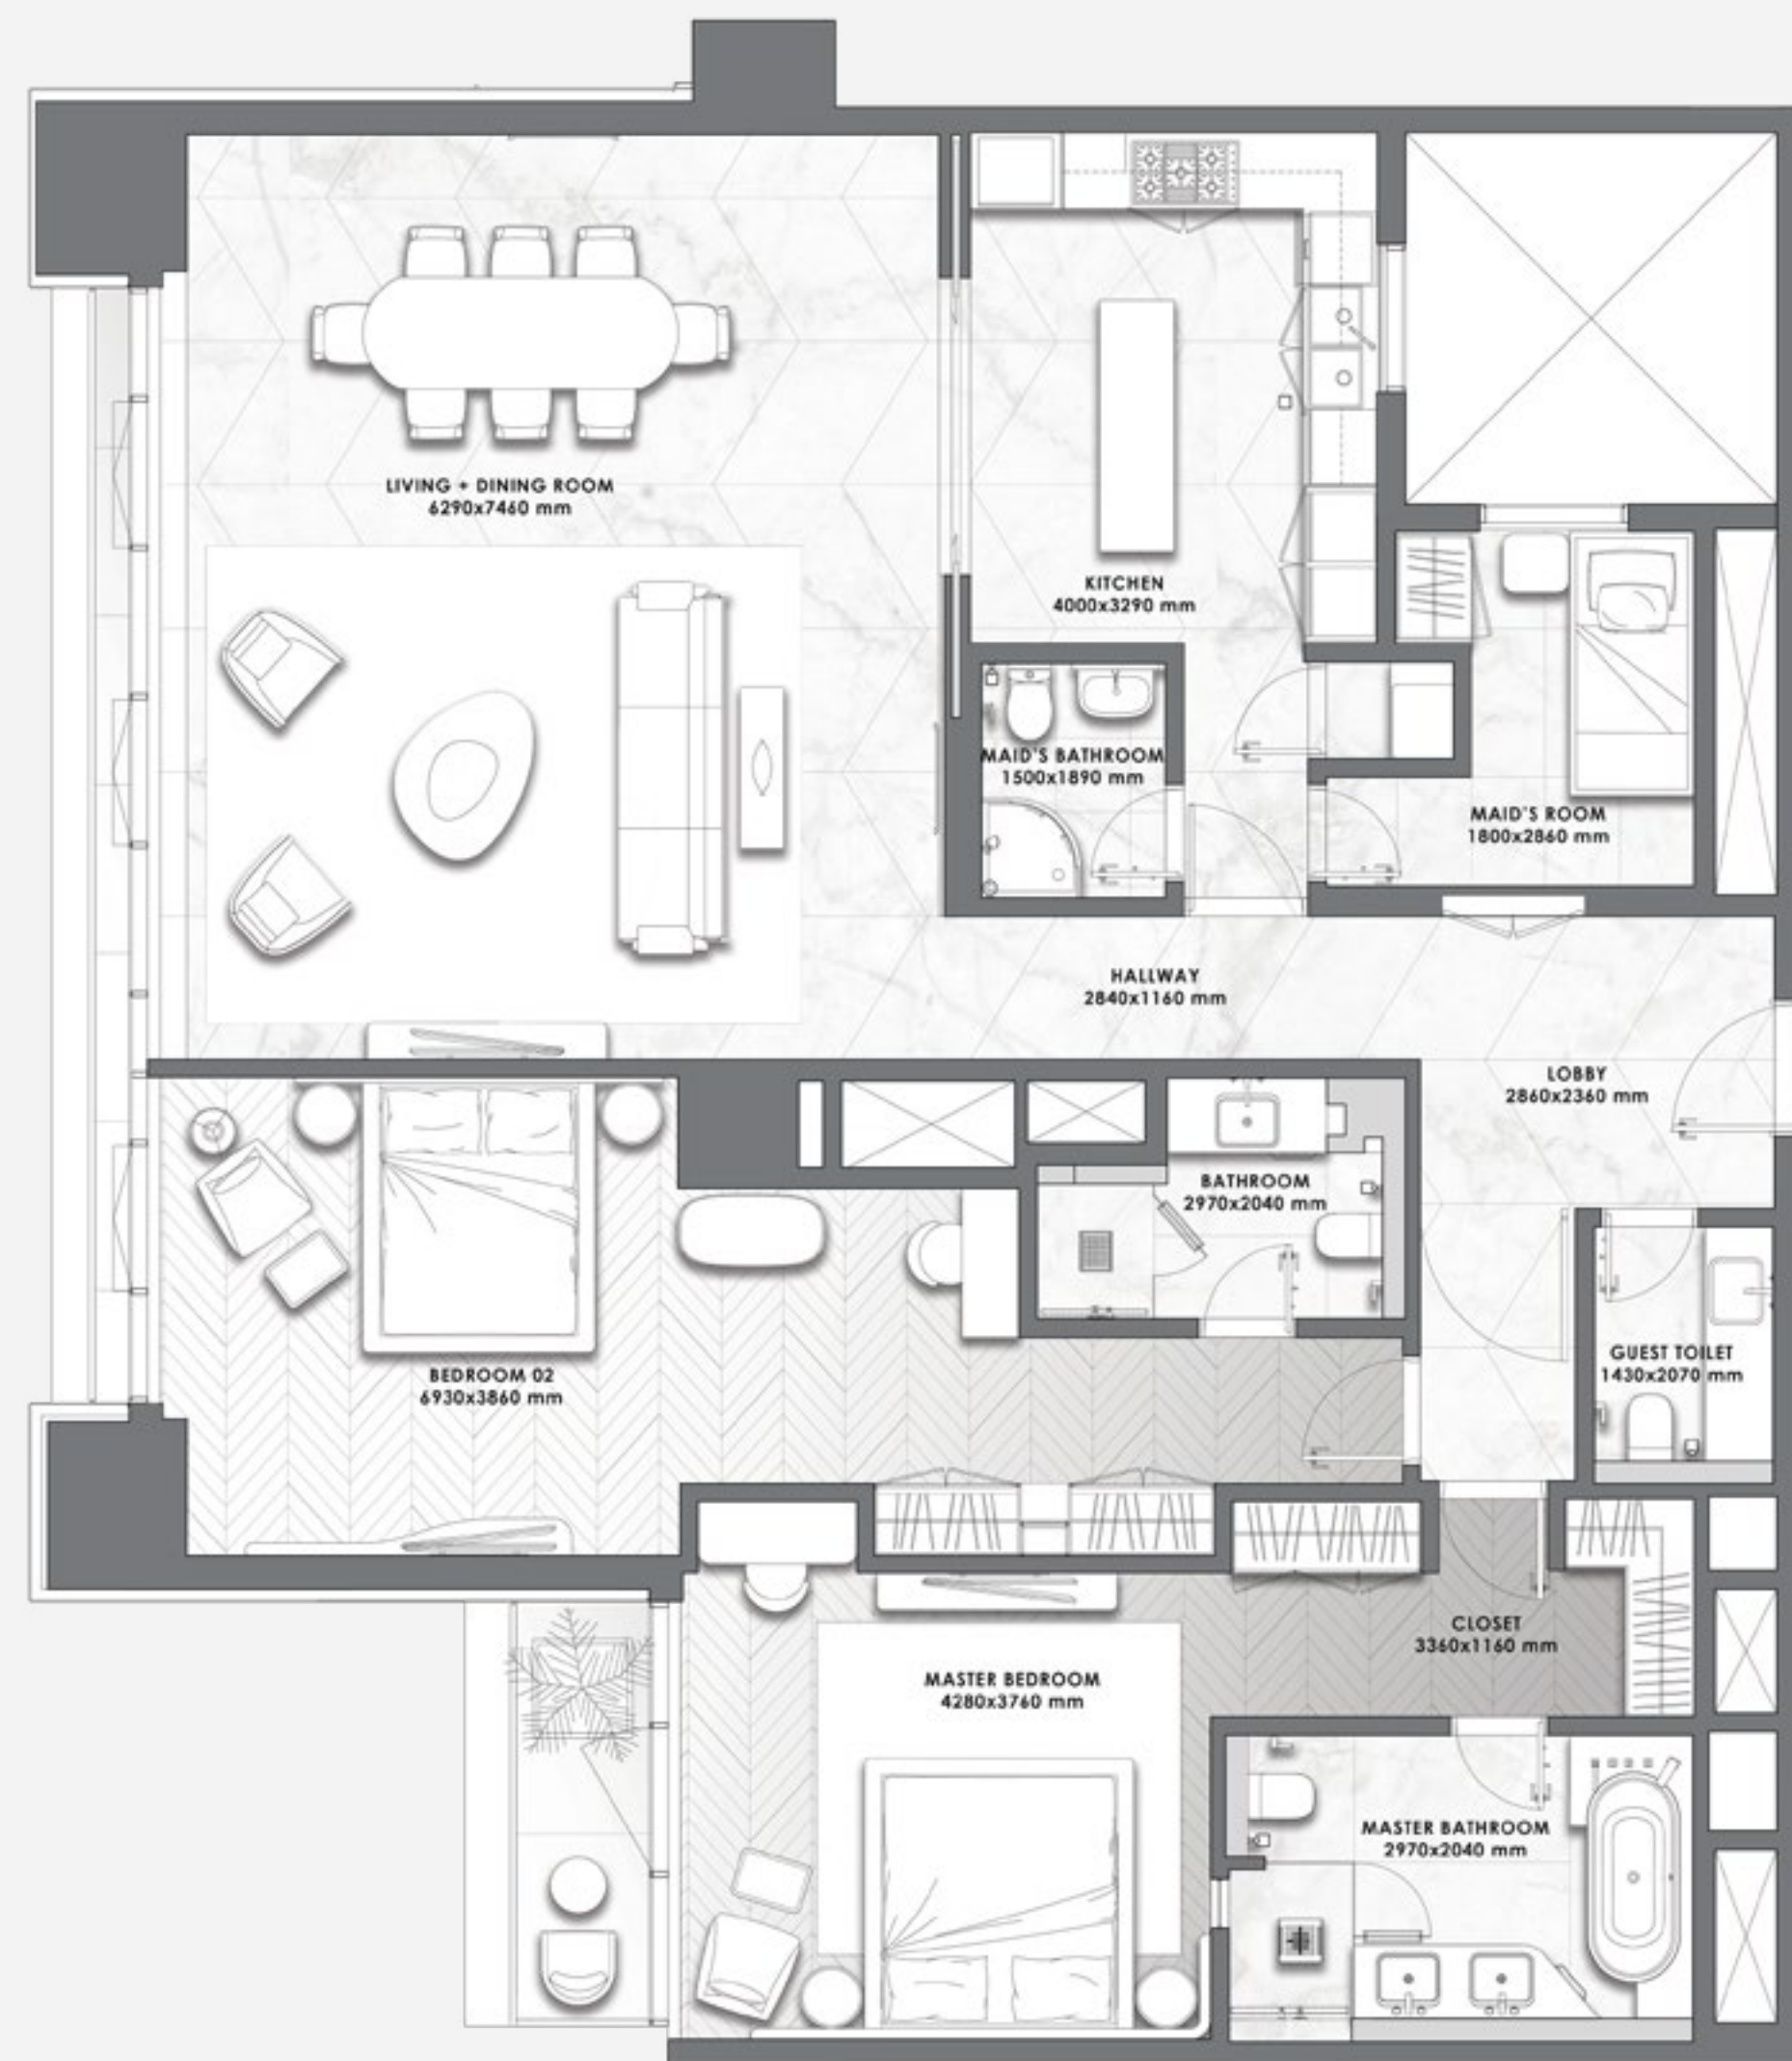 LIVING + DINING ROOM
6290x7460 mm
KITCHEN
4000x3290 mm
MAID'S BATHROOM
1500x1890 mm
MAID'S ROOM
1800x2860 mm
HALLWAY
2840x1160 mm
LOBBY
2860x2360 mm
BATHROOM
2970x2040 mm
GUEST TOILET
1430x2070 mm
BEDROOM 02
6930x3860 mm
CLOSET
3360x1160 mm
MASTER BEDROOM
4280x3760 mm
MASTER BATHROOM
2970x2040 mm